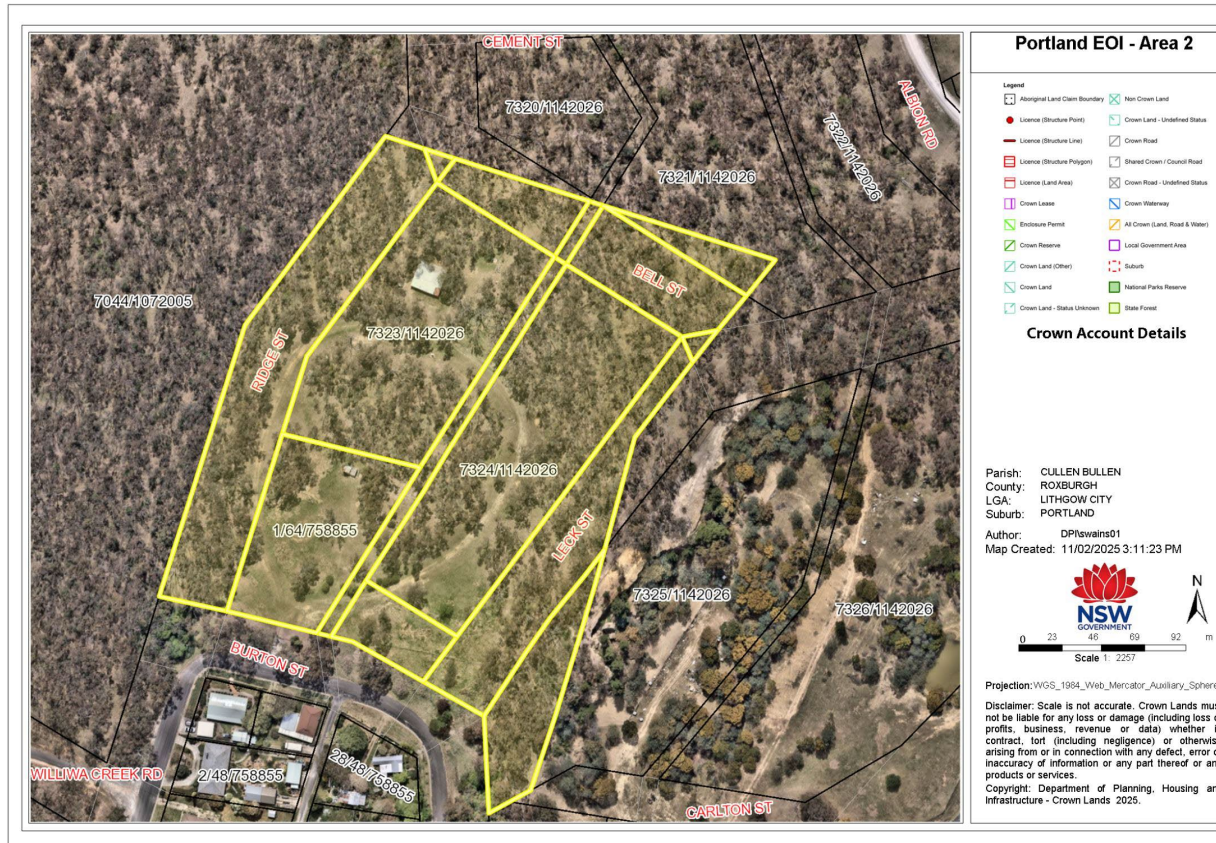 Portland EOI - Area 2
CEMENT ST
7320/1142026
ALBION RD
7322/1142026
7321/1142026
BELL ST
7044/1072005
7323/1142026
RIDGE ST
7324/1142026
1/64/758855
LECK ST
7325/1142026
7326/1142026
BURTON ST
WILLIWA CREEK RD
2/48/758855
28/48/758855
CARLTON ST
Legend
Aboriginal Land Claim Boundary
Non Crown Land
Licence (Structure Point)
Crown Land - Undefined Status
Licence (Structure Line)
Crown Road
Licence (Structure Polygon)
Shared Crown / Council Road
Licence (Land Area)
Crown Road - Undefined Status
Crown Lease
Crown Waterway
Enclosure Permit
All Crown (Land, Road & Water)
Crown Reserve
Local Government Area
Crown Land (Other)
Suburb
Crown Land
National Parks Reserve
Crown Land - Status Unknown
State Forest
Crown Account Details
Parish: CULLEN BULLEN
County: ROXBURGH
LGA: LITHGOW CITY
Suburb: PORTLAND
Author: DPI\swains01
Map Created: 11/02/2025 3:11:23 PM
NSW
GOVERNMENT
N
0 23 46 69 92 m
Scale 1: 2257
Projection: WGS_1984_Web_Mercator_Auxiliary_Sphere
Disclaimer: Scale is not accurate. Crown Lands mus
not be liable for any loss or damage (including loss o
profits, business, revenue or data) whether i
contract, tort (including negligence) or otherwis
arising from or in connection with any defect, error o
inaccuracy of information or any part thereof or an
products or services.
Copyright: Department of Planning, Housing an
Infrastructure - Crown Lands 2025.